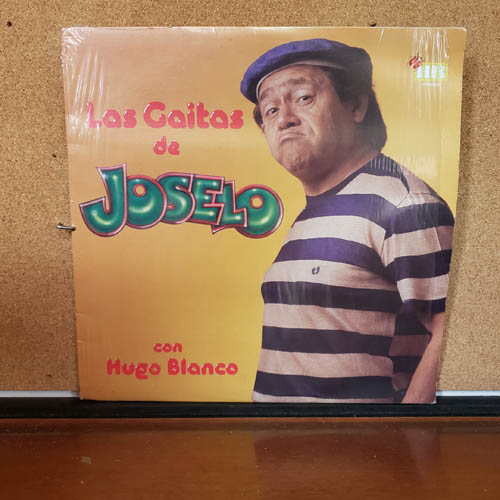 Las Gaitas
de
JOSELO
con
Hugo Blanco